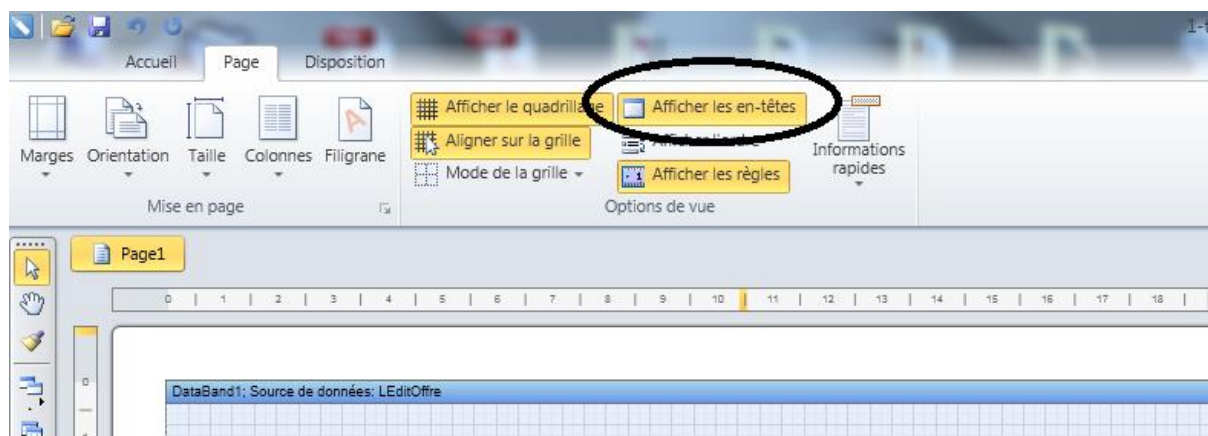 1-t
Accueil Page Disposition
Afficher le quadrillage Afficher les en-têtes
Aligner sur la grille
Marges Orientation Taille Colonnes Filigrane Informations rapides
Mode de la grille Afficher les règles
Mise en page Options de vue
Page1
0 1 2 3 4 5 6 7 8 9 10 11 12 13 14 15 16 17 18
0
DataBand1; Source de données: LEditOffre